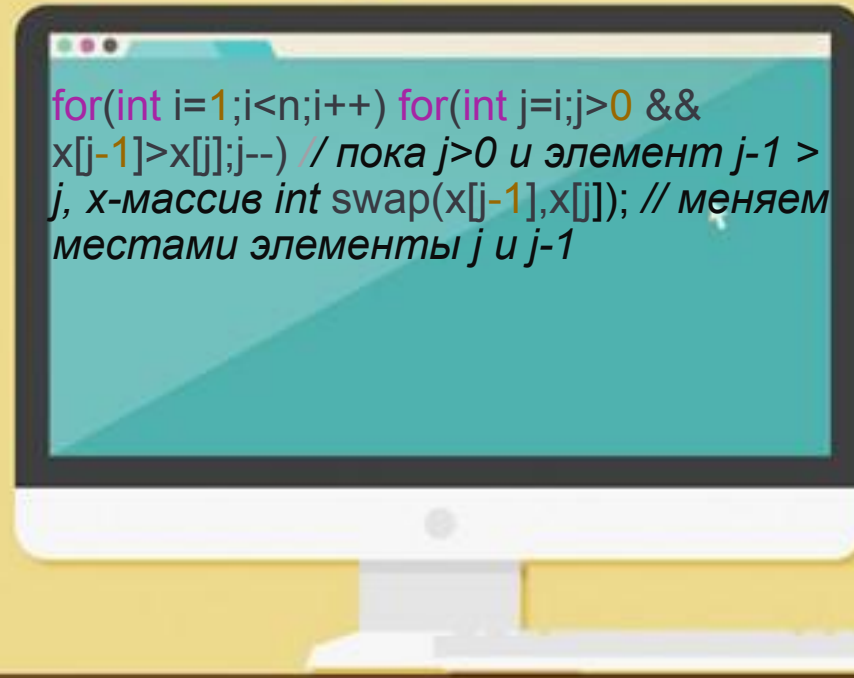 for(int i=1;i<n;i++) for(int j=i;j>0 &&
x[j-1]>x[j];j--) // пока j>0 и элемент j-1 >
j, x-массив int swap(x[j-1],x[j]); // меняем
местами элементы j и j-1